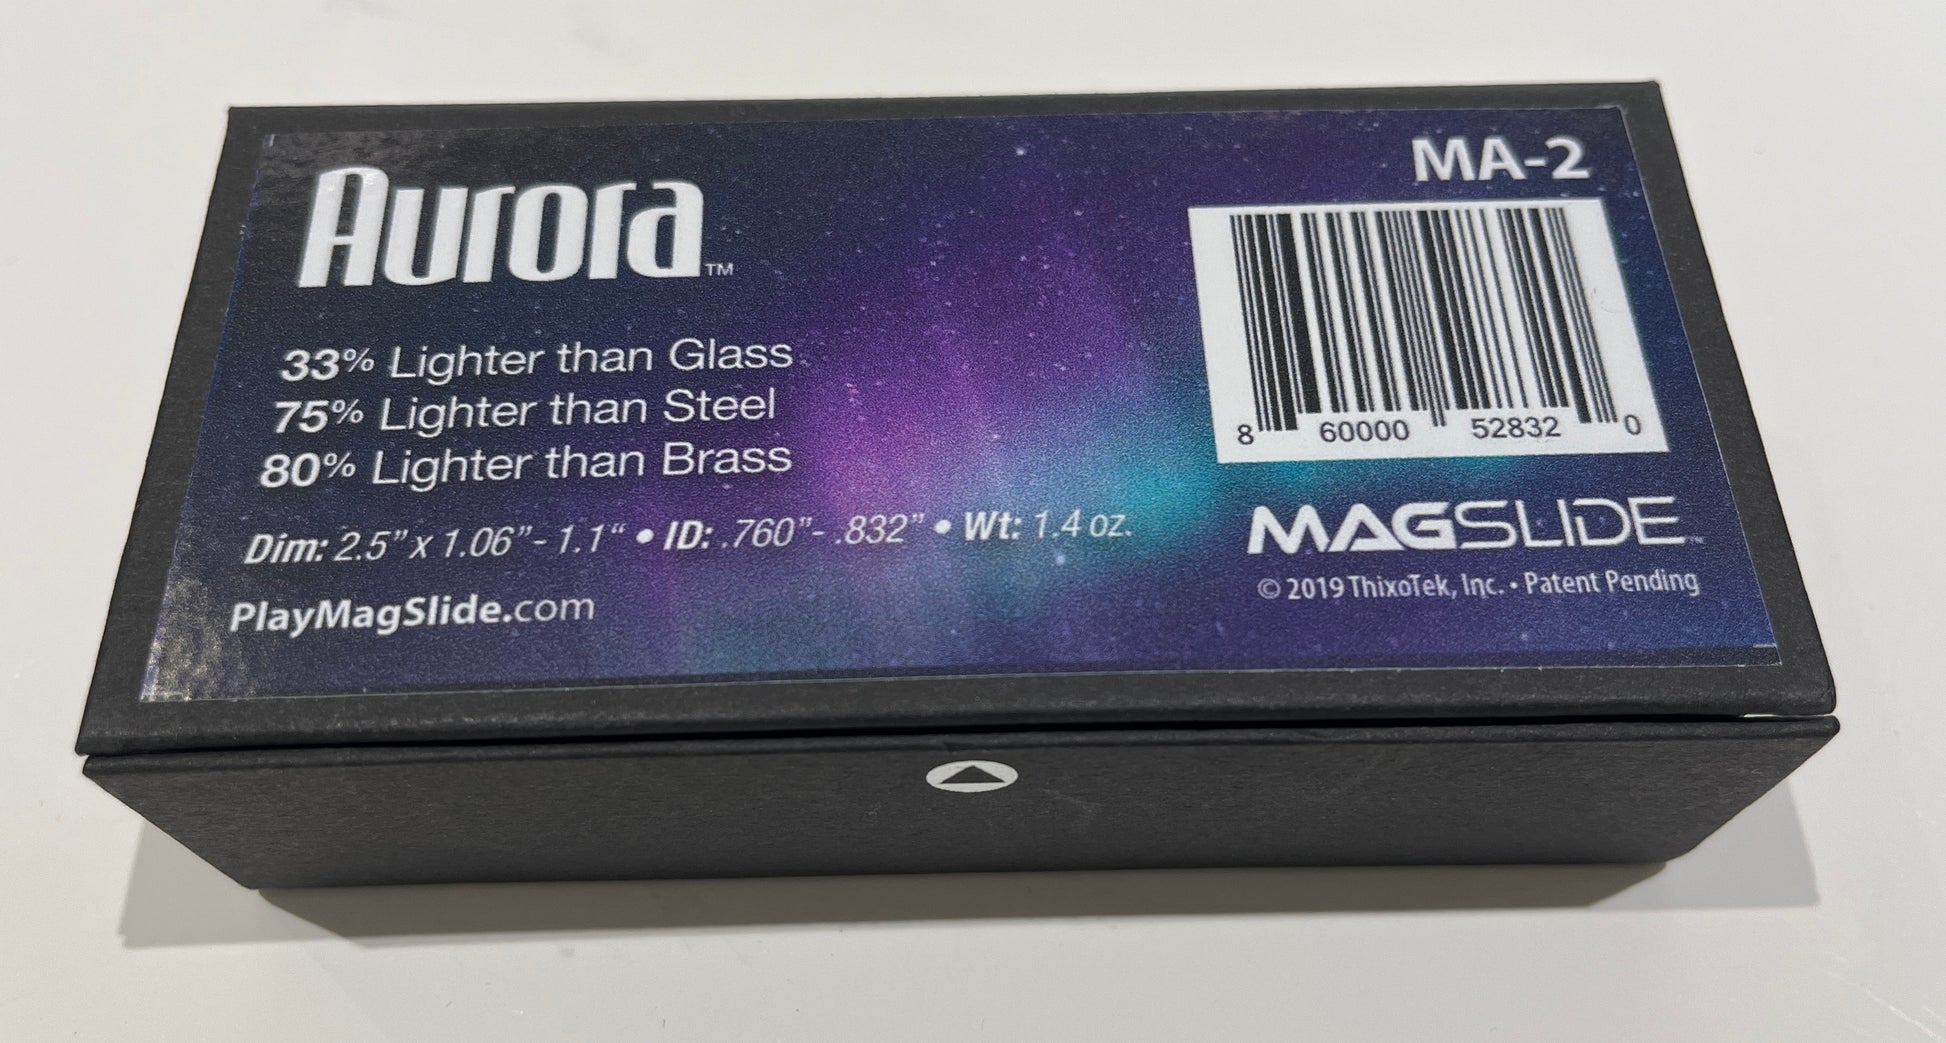 Aurora™
33% Lighter than Glass
75% Lighter than Steel
80% Lighter than Brass
Dim: 2.5”x 1.06”- 1.1“ • ID: .760”- .832” • Wt: 1.4 oz.
PlayMagSlide.com
MA-2
8 60000 52832 0
MAGSLIDE™
© 2019 ThixoTek, Inc. • Patent Pending